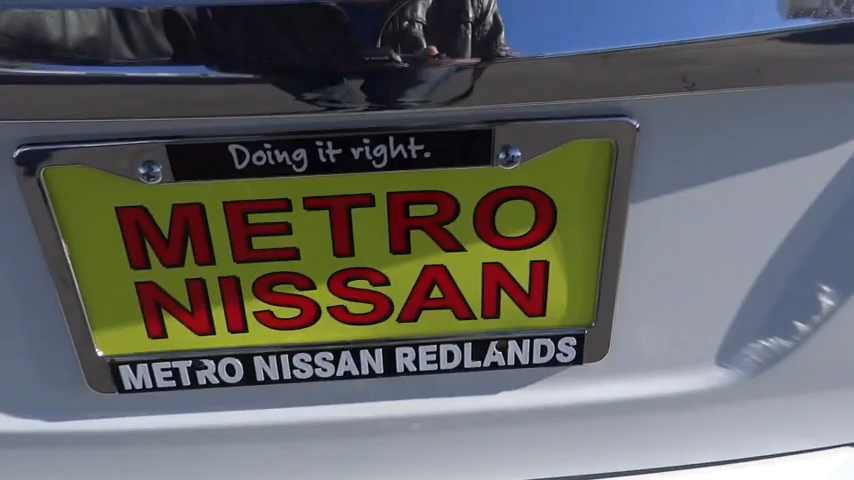 Doing it right.
METRO
NISSAN
METRO NISSAN REDLANDS